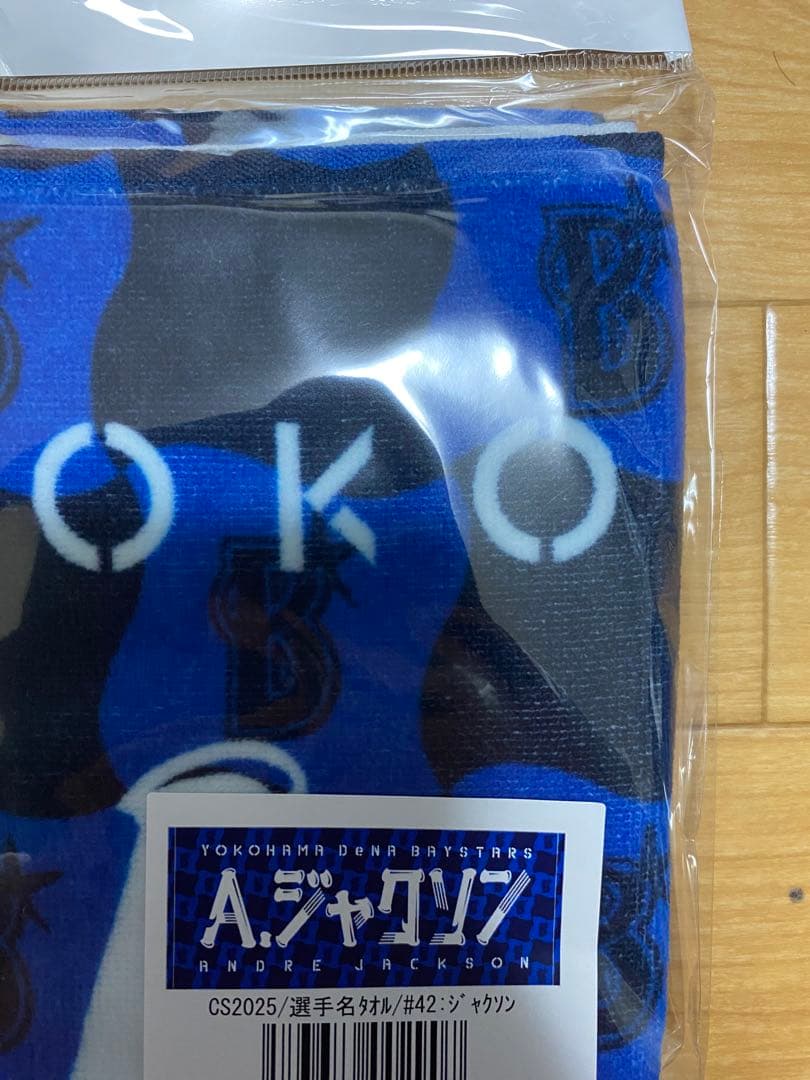 OKO
YOKOHAMA DeNA BAYSTARS
A.ジャクソン
ANDRE JACKSON
CS2025/選手名ﾀｵﾙ/#42:ｼﾞｬｸｿﾝ